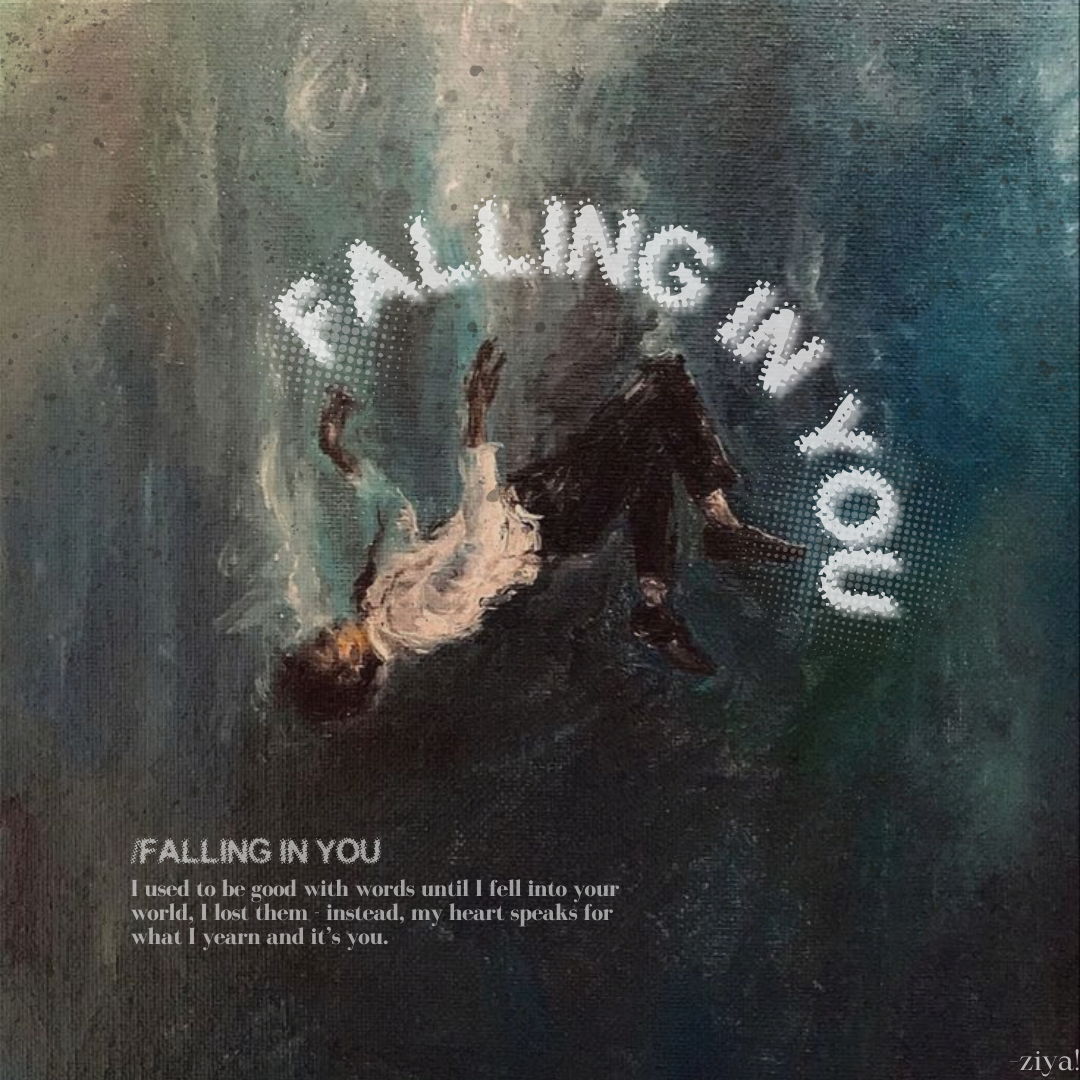 FALLING IN YOU
/FALLING IN YOU
I used to be good with words until I fell into your
world, I lost them - instead, my heart speaks for
what I yearn and it's you.
-ziya!